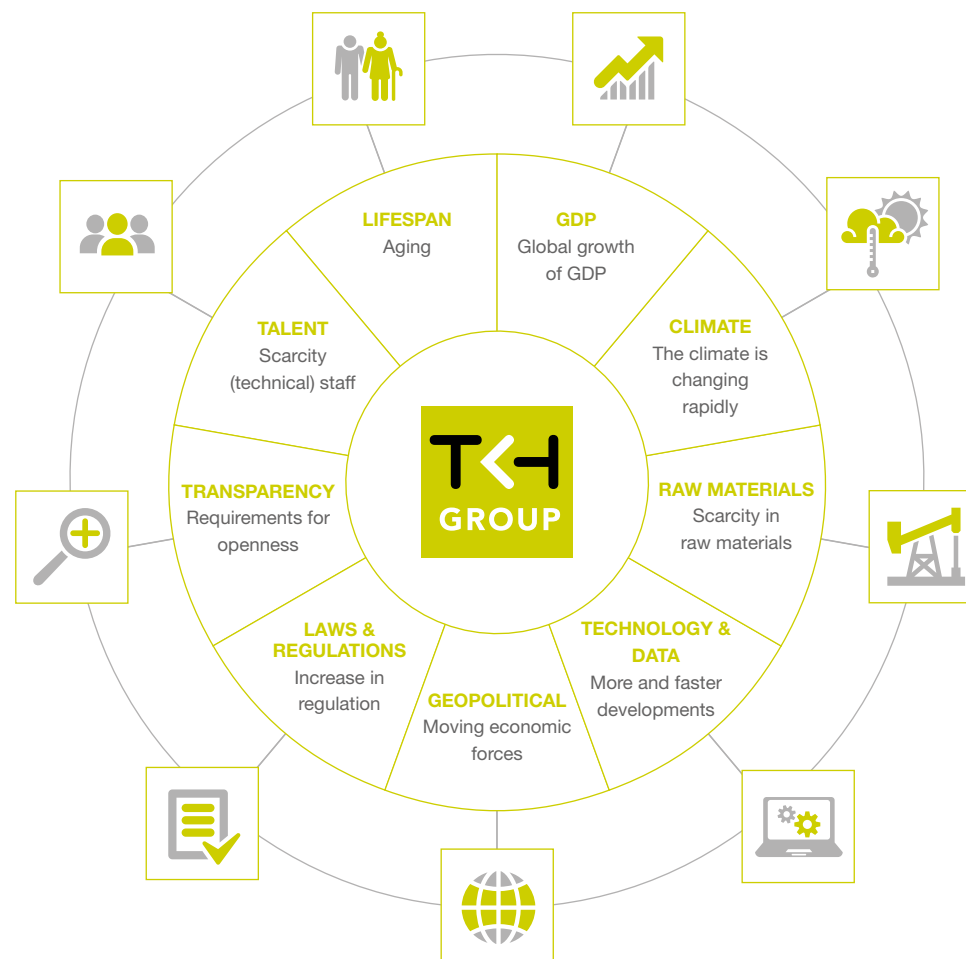 LIFESPAN
Aging
GDP
Global growth
of GDP
CLIMATE
The climate is
changing
rapidly
RAW MATERIALS
Scarcity in
raw materials
TECHNOLOGY &
DATA
More and faster
developments
GEOPOLITICAL
Moving economic
forces
LAWS &
REGULATIONS
Increase in
regulation
TRANSPARENCY
Requirements for
openness
TALENT
Scarcity
(technical) staff
TKH
GROUP